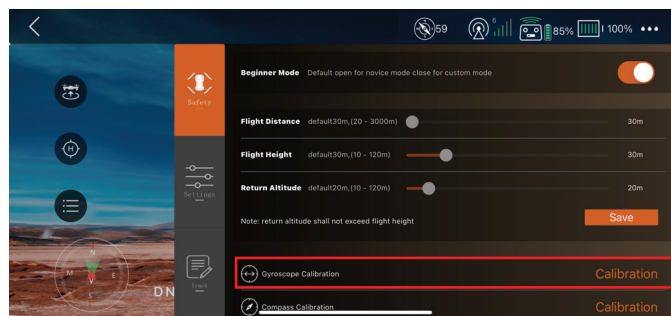 59 6 85% 100%
Safety
Beginner Mode Default open for novice mode close for custom mode
Flight Distance default30m,(20 - 3000m) 30m
Flight Height default30m,(10 - 120m) 30m
Settings
Return Altitude default20m,(10 - 120m) 20m
Note: return altitude shall not exceed flight height
Save
H
N
W E
S
DN
Track
Gyroscope Calibration Calibration
Compass Calibration Calibration